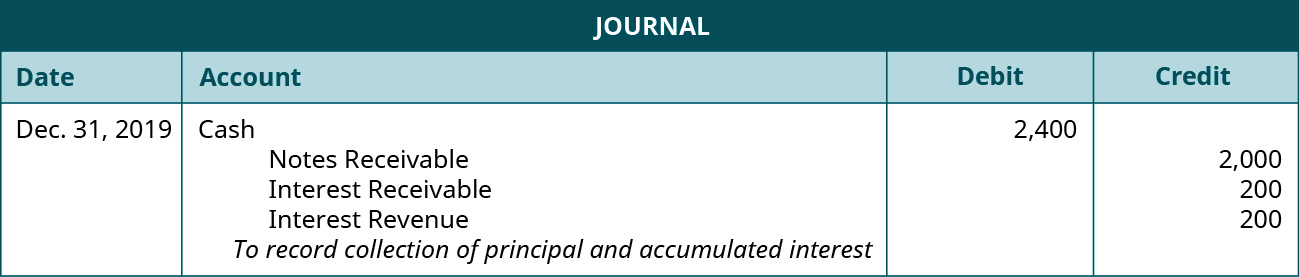 JOURNAL
Date Account Debit Credit
Dec. 31, 2019 Cash 2,400
Notes Receivable 2,000
Interest Receivable 200
Interest Revenue 200
To record collection of principal and accumulated interest